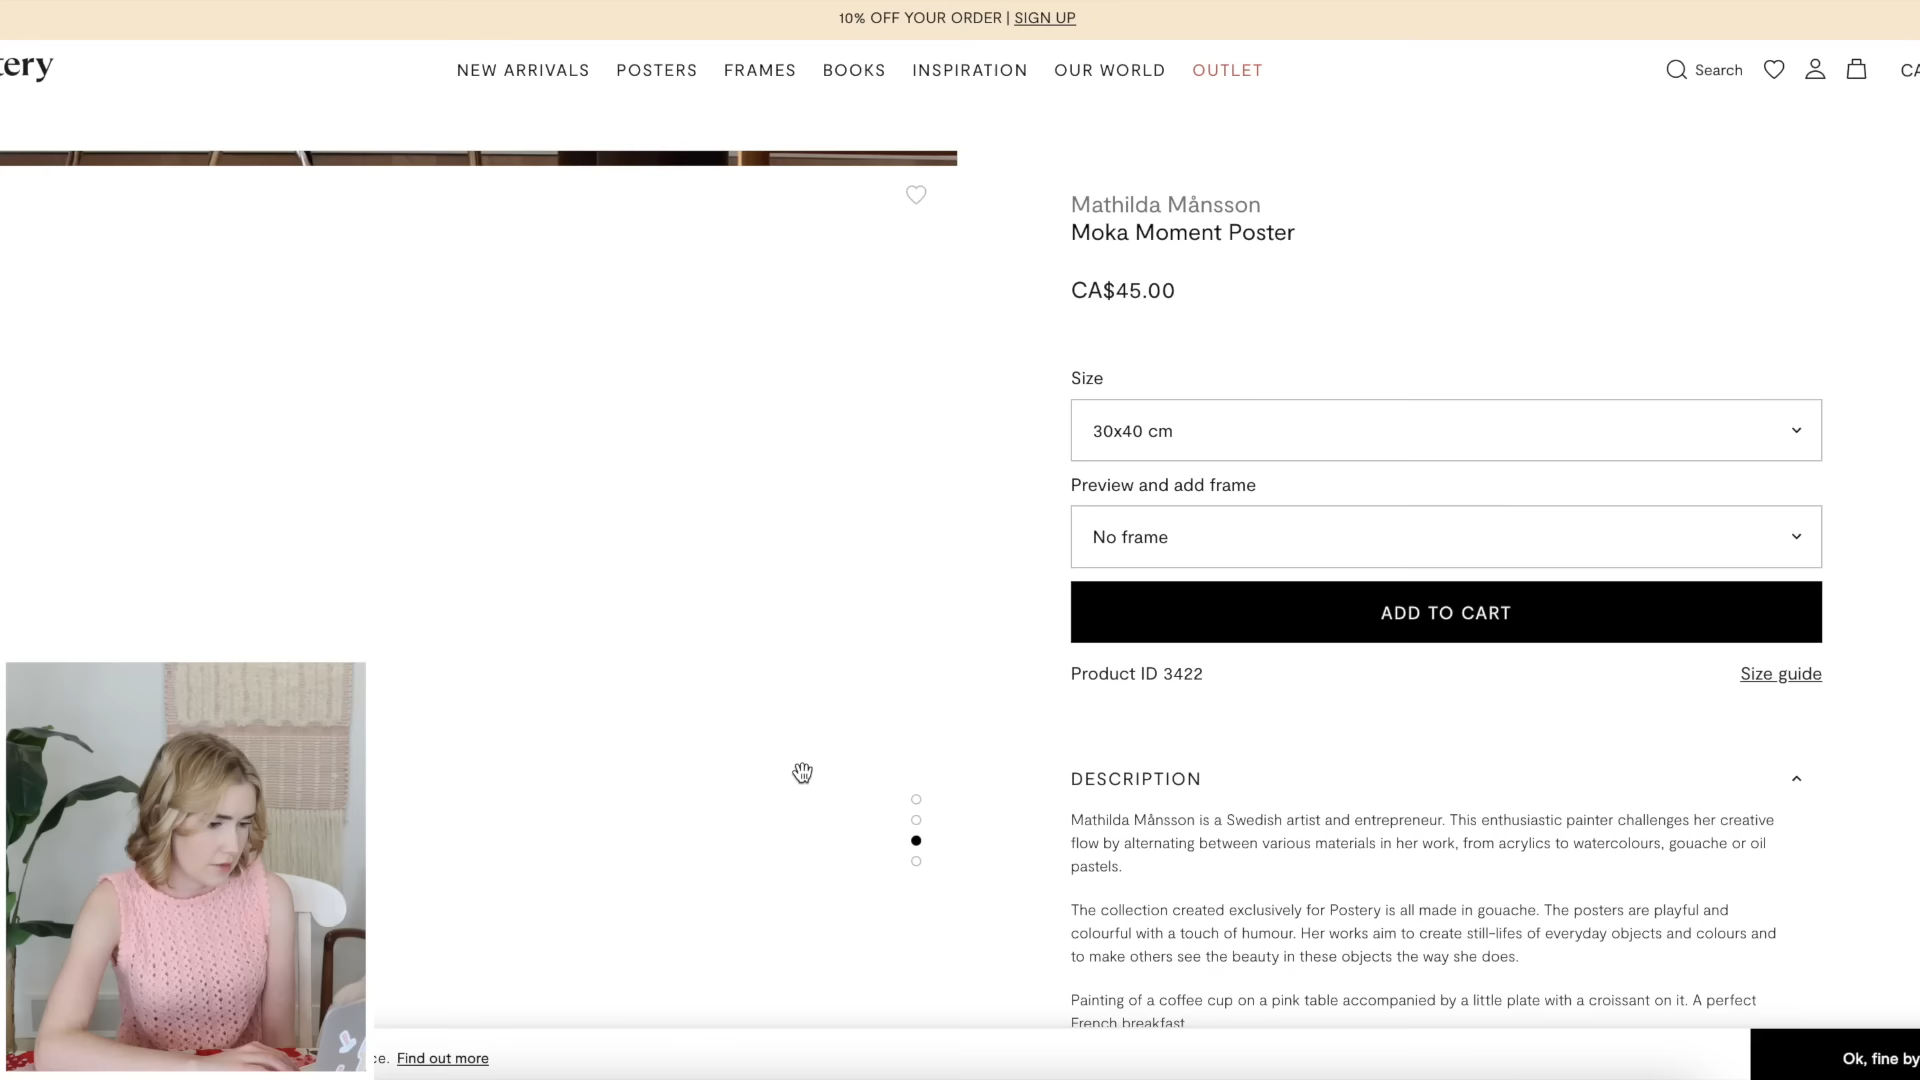 10% OFF YOUR ORDER | SIGN UP
tery
NEW ARRIVALS POSTERS FRAMES BOOKS INSPIRATION OUR WORLD OUTLET
Search
CA
Mathilda Månsson
Moka Moment Poster
CA$45.00
Size
30x40 cm
Preview and add frame
No frame
ADD TO CART
Product ID 3422
Size guide
DESCRIPTION
Mathilda Månsson is a Swedish artist and entrepreneur. This enthusiastic painter challenges her creative
flow by alternating between various materials in her work, from acrylics to watercolours, gouache or oil
pastels.
The collection created exclusively for Postery is all made in gouache. The posters are playful and
colourful with a touch of humour. Her works aim to create still-lifes of everyday objects and colours and
to make others see the beauty in these objects the way she does.
Painting of a coffee cup on a pink table accompanied by a little plate with a croissant on it. A perfect
French breakfast
ce. Find out more
Ok, fine by